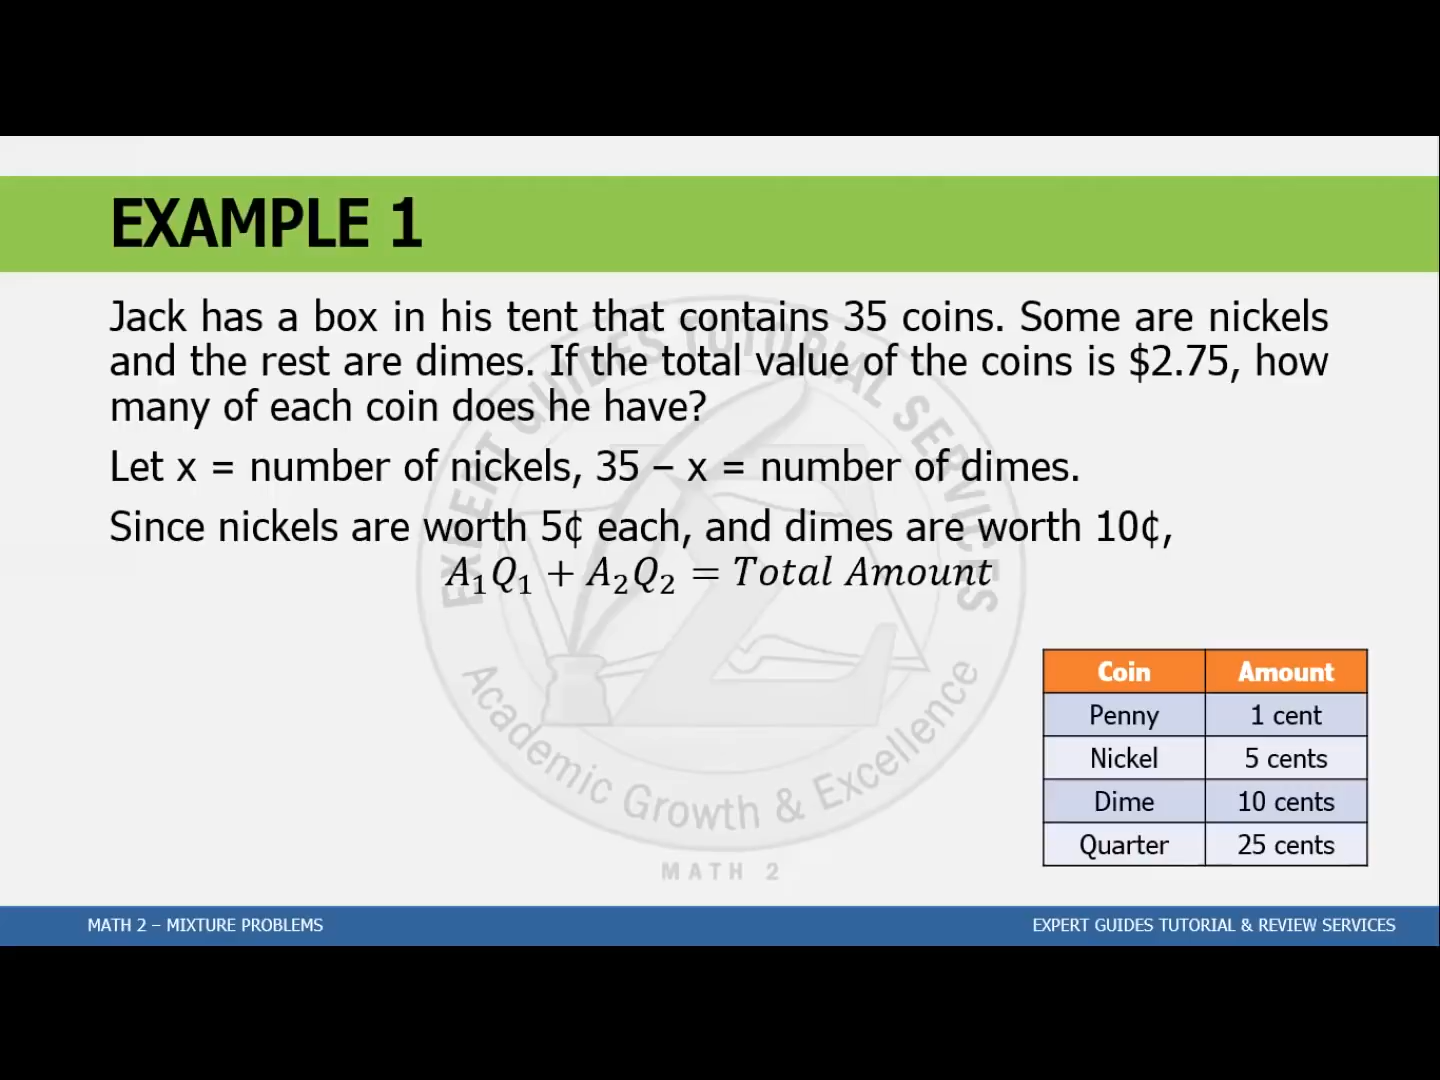 EXAMPLE 1
Jack has a box in his tent that contains 35 coins. Some are nickels
and the rest are dimes. If the total value of the coins is $2.75, how
many of each coin does he have?
Let x = number of nickels, 35 – x = number of dimes.
Since nickels are worth 5¢ each, and dimes are worth 10¢,
A₁Q₁ + A₂Q₂ = Total Amount
EXPERT GUIDES TUTORIAL SERVICES
Z
Academic Growth & Excellence
MATH 2
Coin Amount
Penny 1 cent
Nickel 5 cents
Dime 10 cents
Quarter 25 cents
MATH 2 – MIXTURE PROBLEMS
EXPERT GUIDES TUTORIAL & REVIEW SERVICES